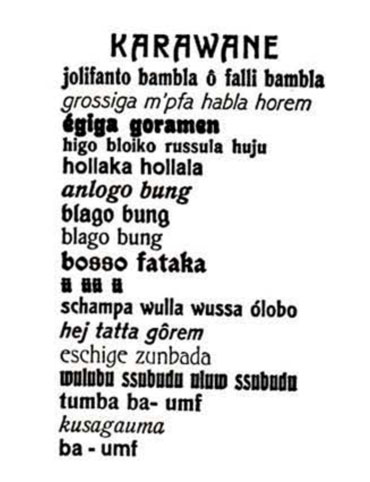 KARAWANE
jolifanto bambla ô falli bambla
grossiga m'pfa habla horem
égiga goramen
higo bloiko russula huju
hollaka hollala
anlogo bung
blago bung
blago bung
bosso fataka
ü üü ü
schampa wulla wussa ólobo
hej tatta gôrem
eschige zunbada
wulubu ssubudu uluw ssubudu
tumba ba- umf
kusagauma
ba - umf